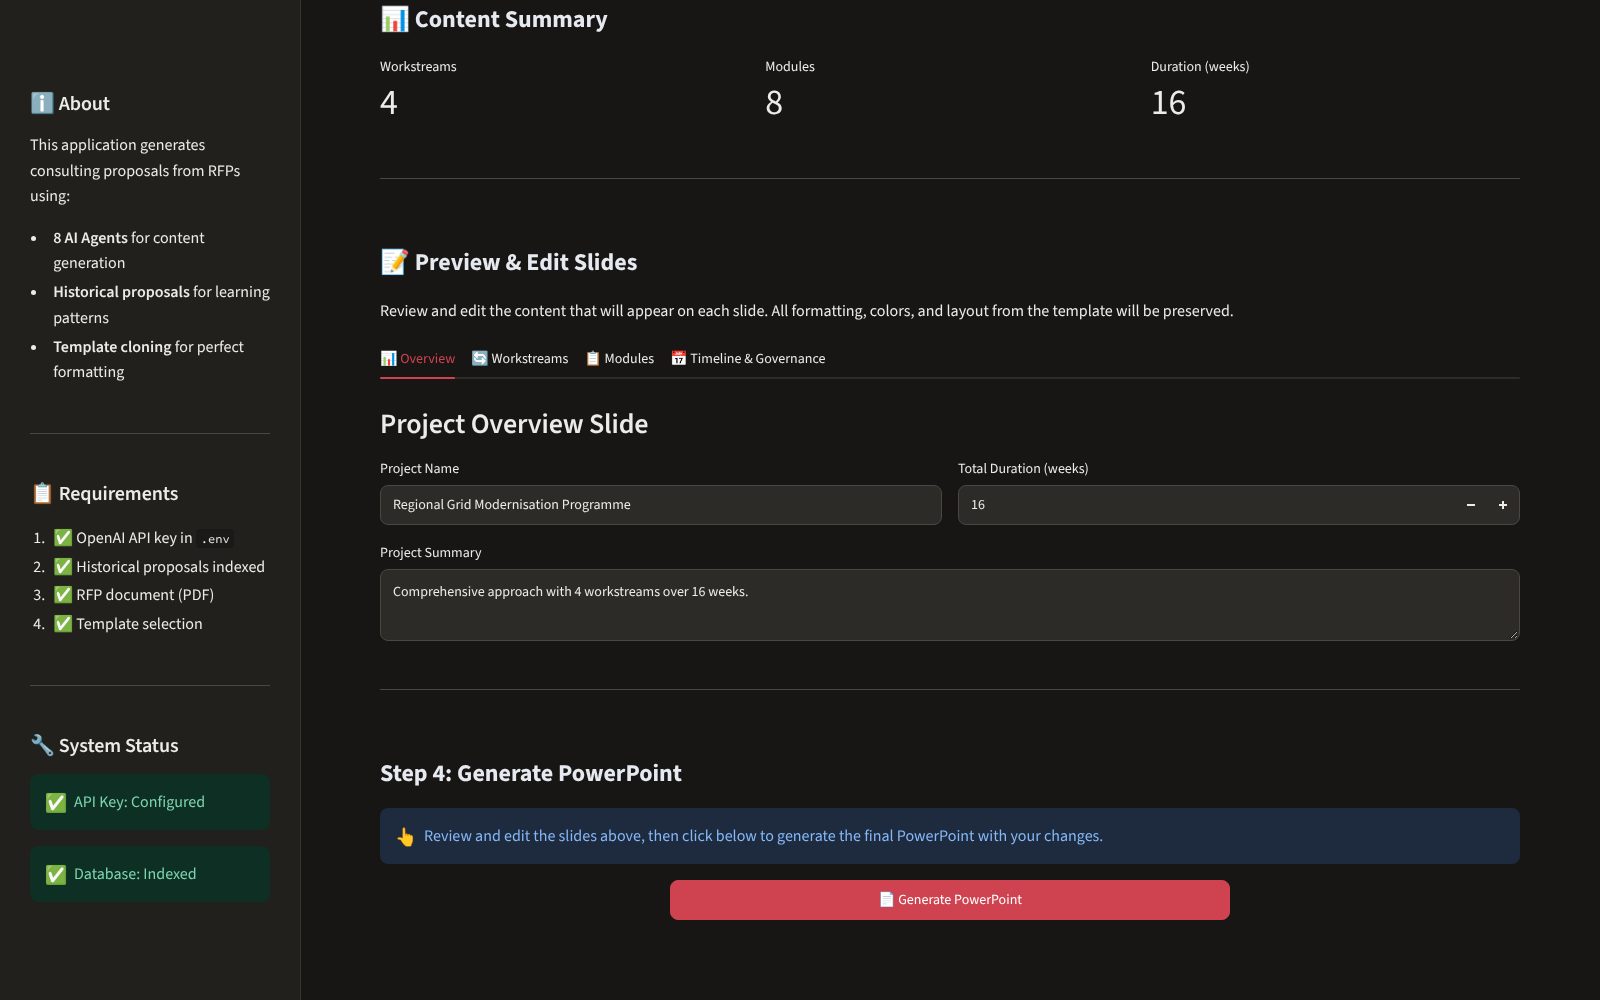 ℹ️ About
This application generates
consulting proposals from RFPs
using:
• 8 AI Agents for content
generation
• Historical proposals for learning
patterns
• Template cloning for perfect
formatting
📋 Requirements
1. ✅ OpenAI API key in .env
2. ✅ Historical proposals indexed
3. ✅ RFP document (PDF)
4. ✅ Template selection
🔧 System Status
✅ API Key: Configured
✅ Database: Indexed
📊 Content Summary
Workstreams
4
Modules
8
Duration (weeks)
16
📝 Preview & Edit Slides
Review and edit the content that will appear on each slide. All formatting, colors, and layout from the template will be preserved.
📊 Overview 🔄 Workstreams 📋 Modules 📅 Timeline & Governance
Project Overview Slide
Project Name
Regional Grid Modernisation Programme
Total Duration (weeks)
16 − +
Project Summary
Comprehensive approach with 4 workstreams over 16 weeks.
Step 4: Generate PowerPoint
👆 Review and edit the slides above, then click below to generate the final PowerPoint with your changes.
📄 Generate PowerPoint